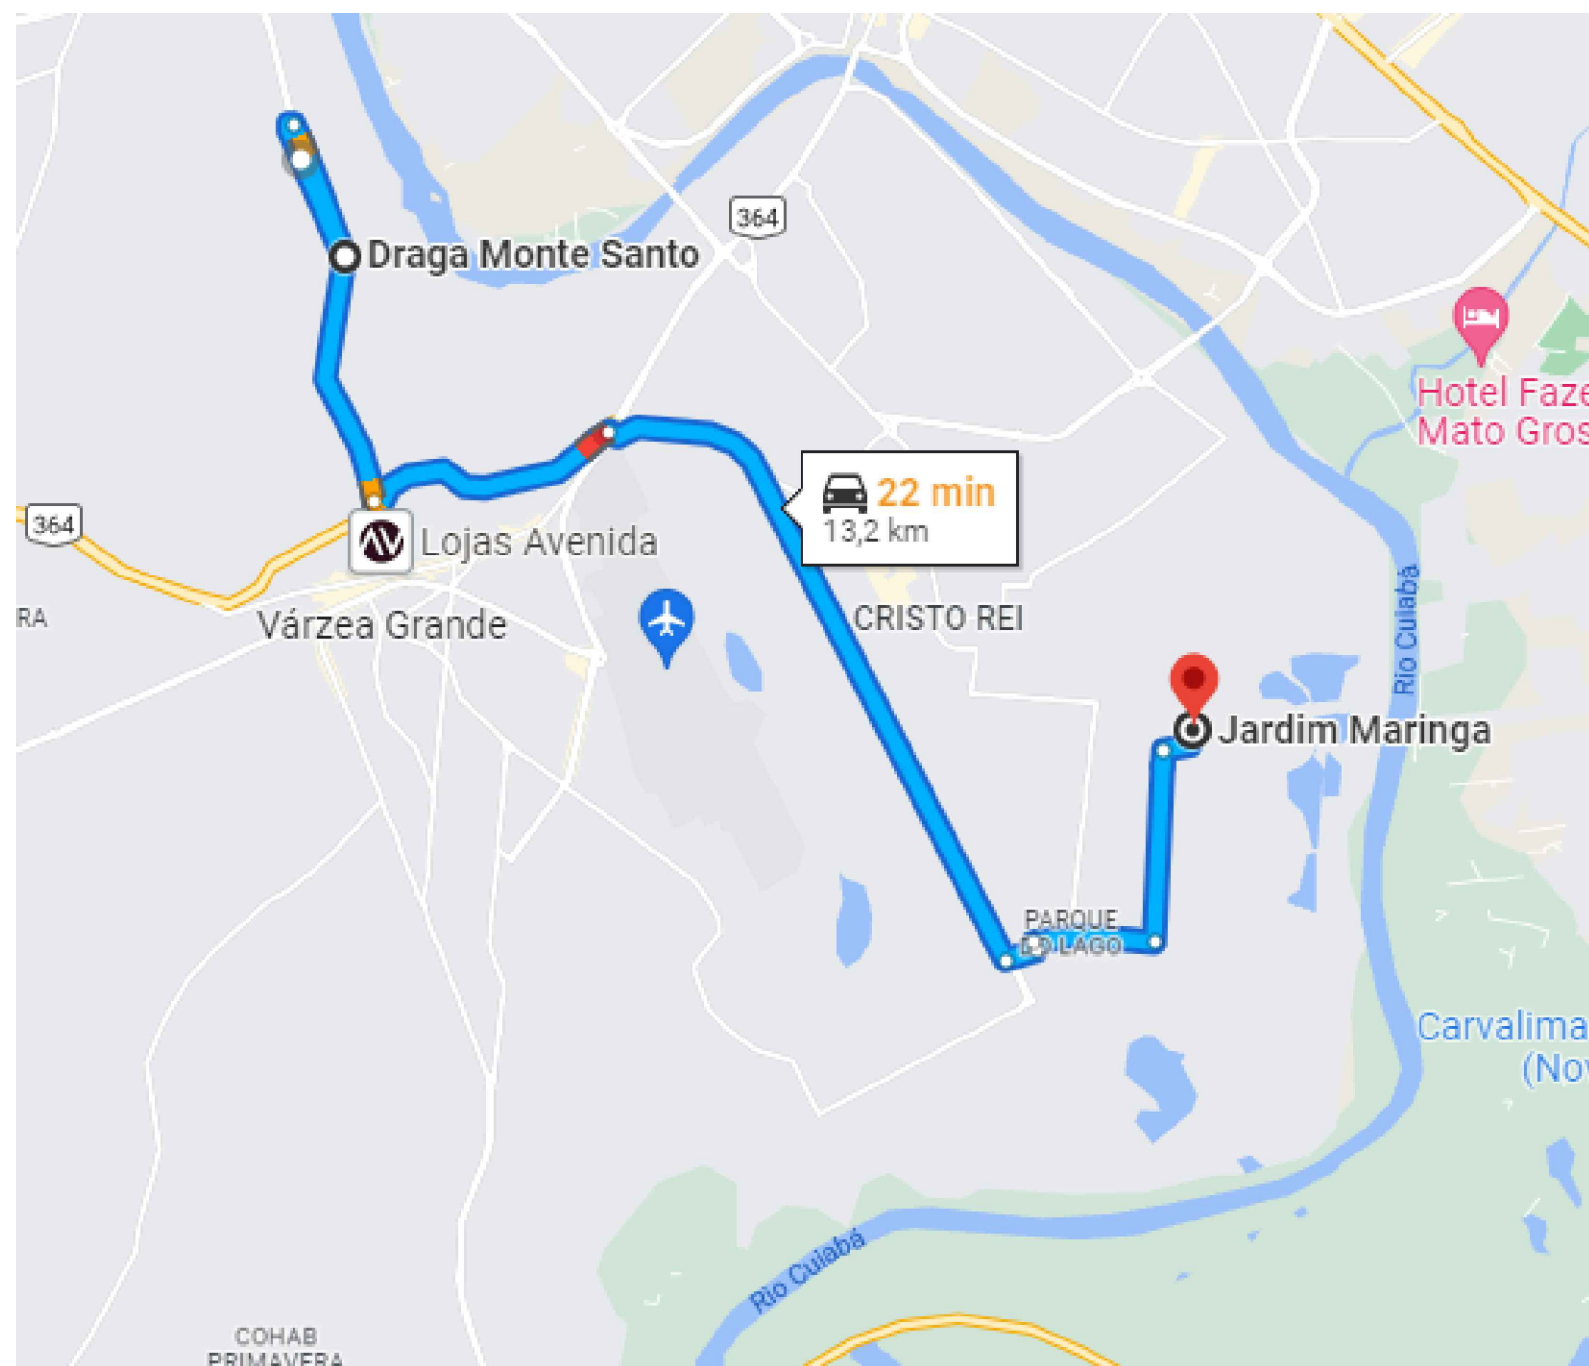 364
Draga Monte Santo
Hotel Faze
Mato Gros
22 min
13,2 km
364
Lojas Avenida
RA
Várzea Grande
CRISTO REI
Rio Cuiabá
Jardim Maringa
PARQUE
DO LAGO
Carvalima
(Nov
Rio Cuiabá
COHAB
PRIMAVERA